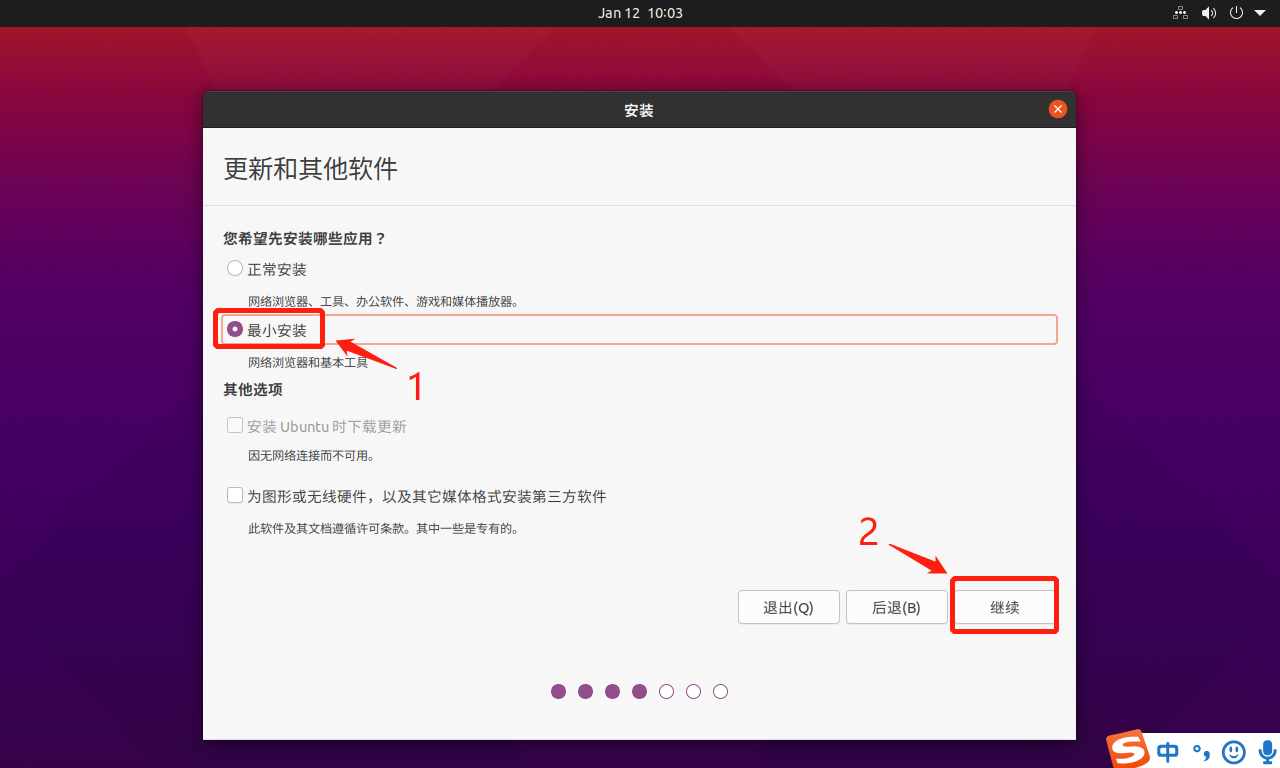 Jan 12 10:03
安装
更新和其他软件
您希望先安装哪些应用？
正常安装
网络浏览器、工具、办公软件、游戏和媒体播放器。
最小安装
网络浏览器和基本工具
1
其他选项
安装 Ubuntu 时下载更新
因无网络连接而不可用。
为图形或无线硬件，以及其它媒体格式安装第三方软件
此软件及其文档遵循许可条款。其中一些是专有的。
2
退出(Q) 后退(B) 继续
S 中 °,